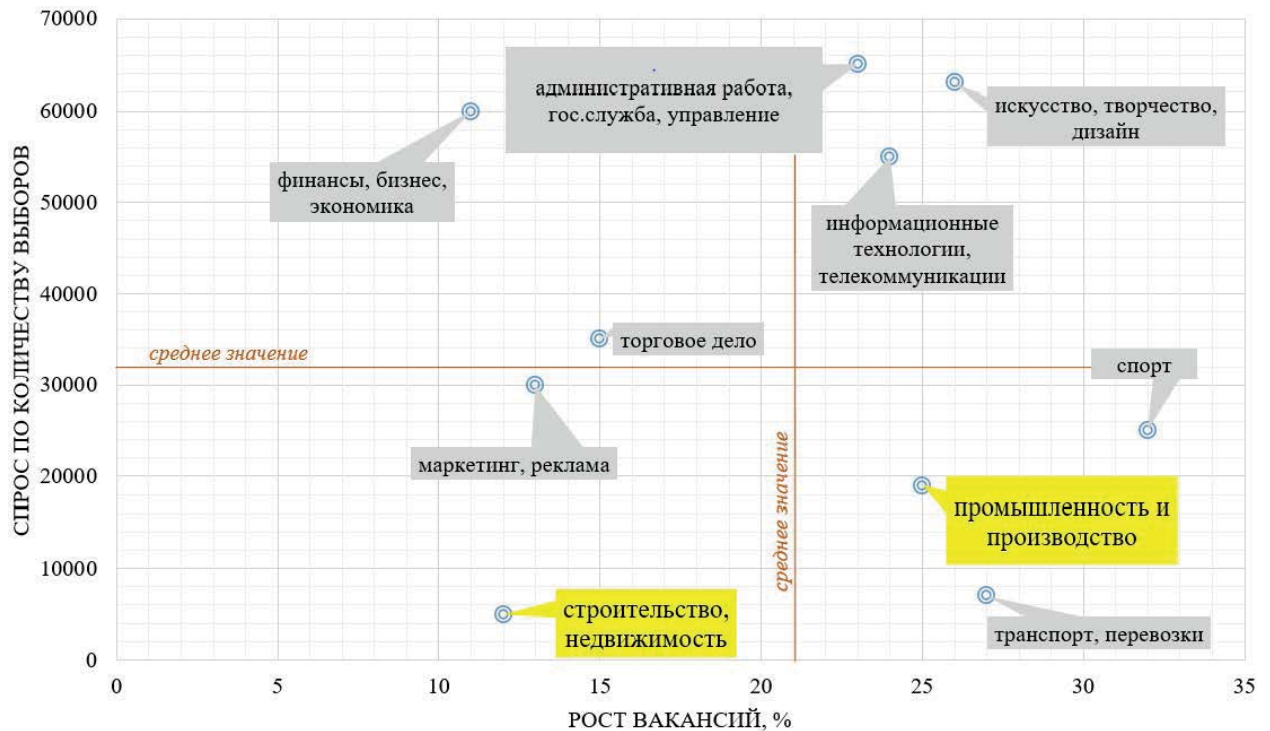 70000
60000
50000
40000
30000
20000
10000
0
СПРОС ПО КОЛИЧЕСТВУ ВЫБОРОВ
административная работа,
гос.служба, управление
искусство, творчество,
дизайн
финансы, бизнес,
экономика
информационные
технологии,
телекоммуникации
торговое дело
среднее значение
спорт
маркетинг, реклама
среднее значение
промышленность и
производство
строительство,
недвижимость
транспорт, перевозки
0 5 10 15 20 25 30 35
РОСТ ВАКАНСИЙ, %